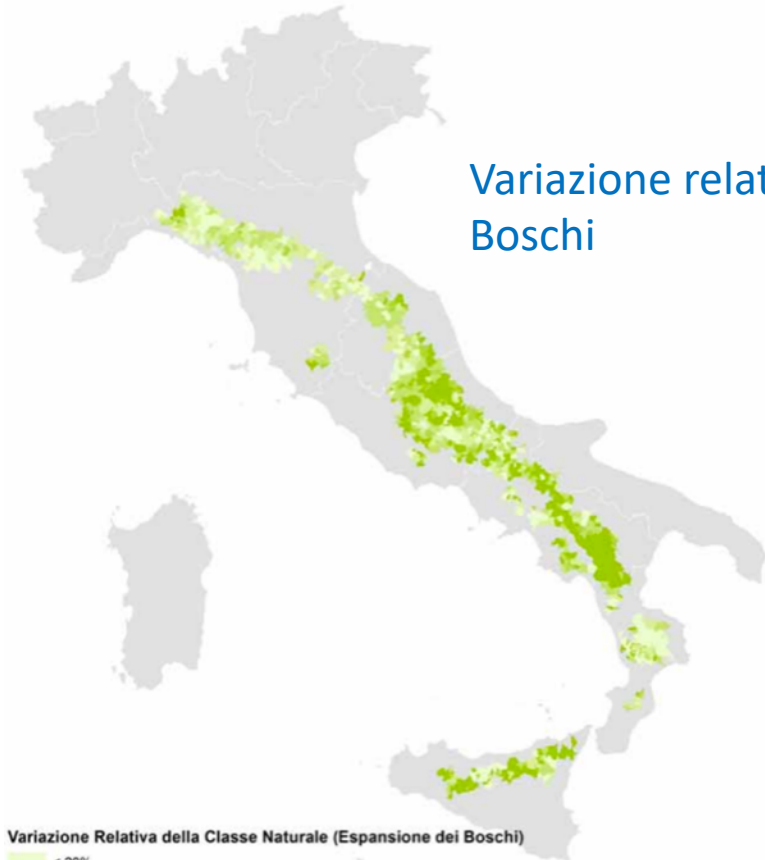 Variazione relat
Boschi
Variazione Relativa della Classe Naturale (Espansione dei Boschi)